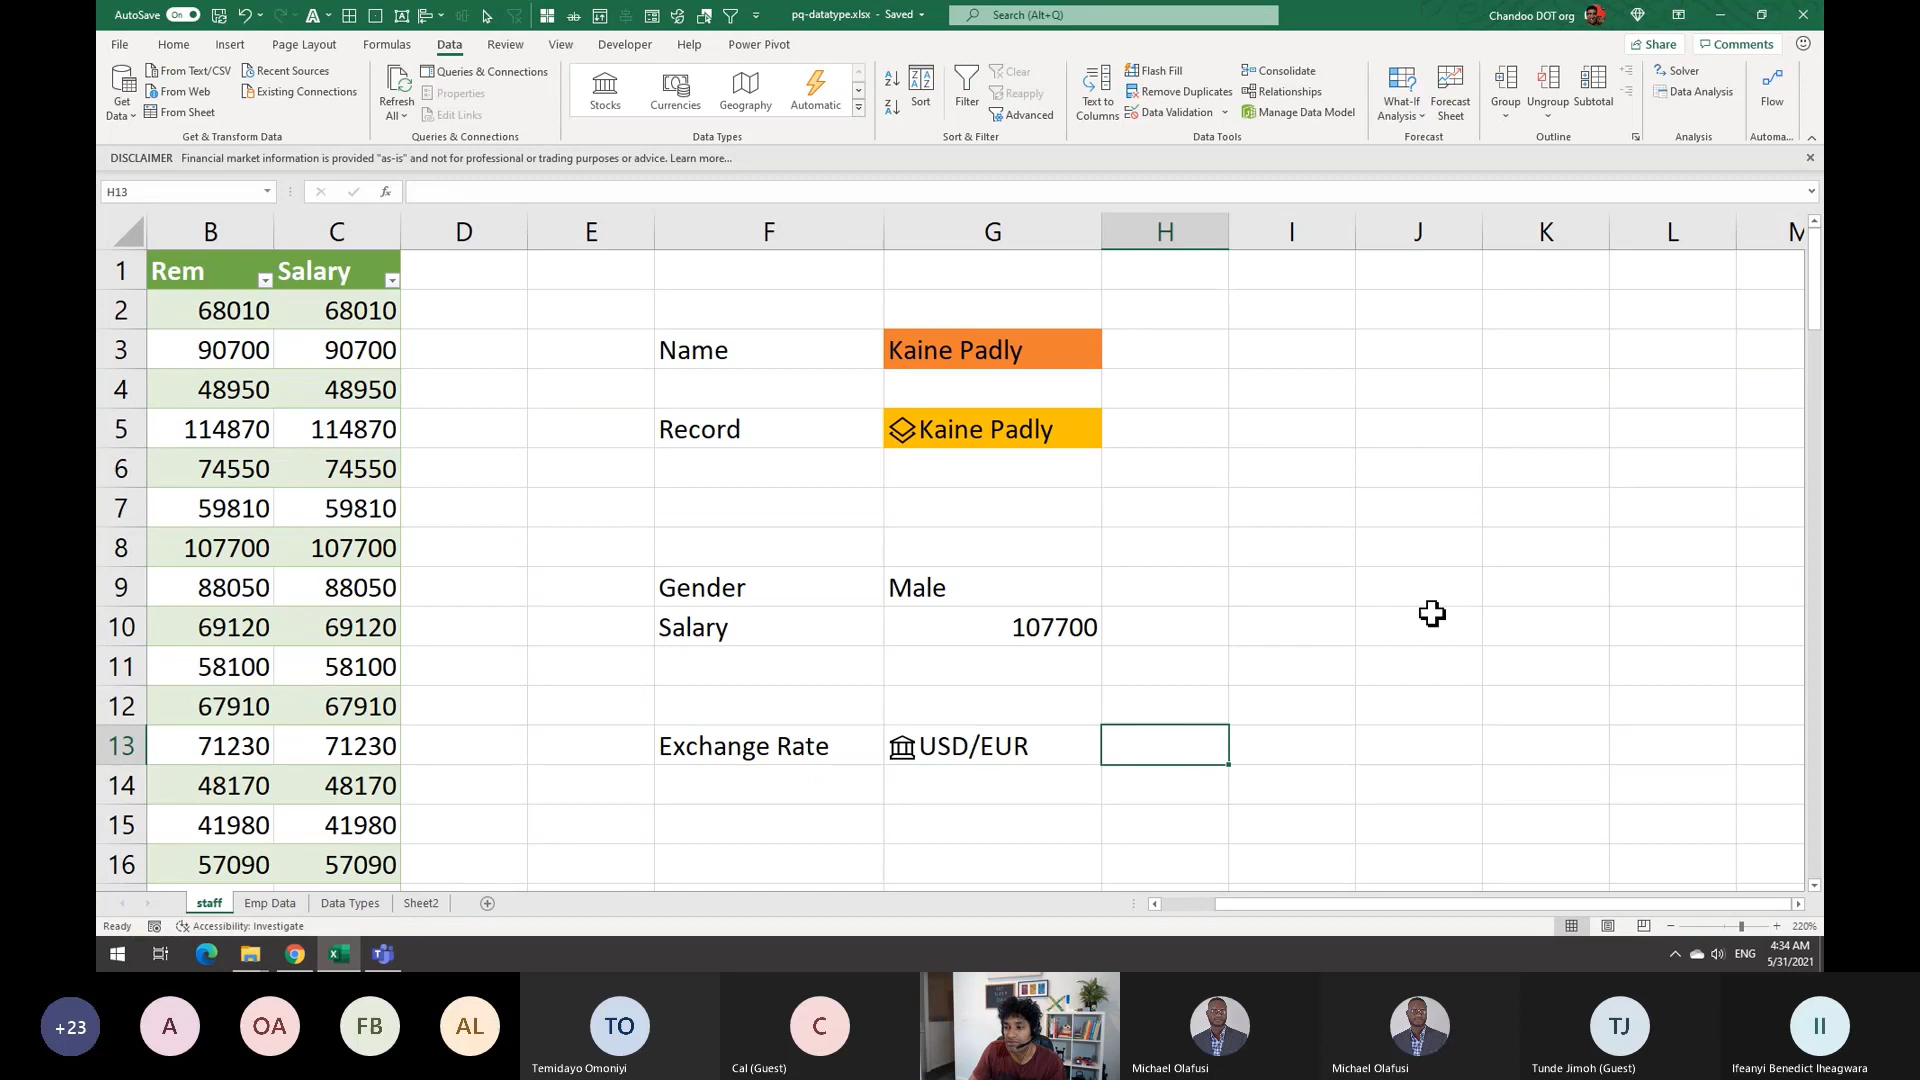 AutoSave On pq-datatype.xlsx - Saved Search (Alt+Q) Chandoo DOT org
File Home Insert Page Layout Formulas Data Review View Developer Help Power Pivot Share Comments
Get Data From Text/CSV From Web From Sheet Recent Sources Existing Connections
Refresh All Queries & Connections Properties Edit Links
Stocks Currencies Geography Automatic
Sort Filter Clear Reapply Advanced
Text to Columns Flash Fill Remove Duplicates Data Validation Consolidate Relationships Manage Data Model
What-If Analysis Forecast Sheet Group Ungroup Subtotal Solver Data Analysis Flow
Get & Transform Data Queries & Connections Data Types Sort & Filter Data Tools Forecast Outline Analysis Automa...
DISCLAIMER Financial market information is provided "as-is" and not for professional or trading purposes or advice. Learn more...
H13 fx
B C D E F G H I J K L M
1 Rem Salary
2 68010 68010
3 90700 90700 Name Kaine Padly
4 48950 48950
5 114870 114870 Record Kaine Padly
6 74550 74550
7 59810 59810
8 107700 107700
9 88050 88050 Gender Male
10 69120 69120 Salary 107700
11 58100 58100
12 67910 67910
13 71230 71230 Exchange Rate USD/EUR
14 48170 48170
15 41980 41980
16 57090 57090
staff Emp Data Data Types Sheet2
Ready Accessibility: Investigate 220%
ENG 4:34 AM
5/31/2021
+23 A OA FB AL TO C TJ II
Temidayo Omoniyi Cal (Guest) Michael Olafusi Michael Olafusi Tunde Jimoh (Guest) Ifeanyi Benedict Iheagwara